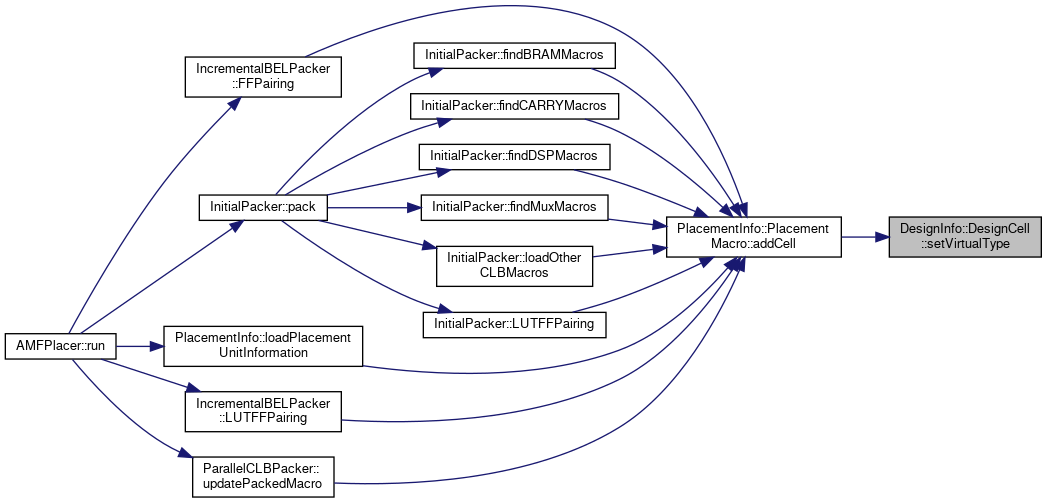 InitialPacker::findBRAMMacros
IncrementalBELPacker
::FFPairing
InitialPacker::findCARRYMacros
InitialPacker::findDSPMacros
InitialPacker::pack
InitialPacker::findMuxMacros
PlacementInfo::Placement
Macro::addCell
DesignInfo::DesignCell
::setVirtualType
InitialPacker::loadOther
CLBMacros
InitialPacker::LUTFFPairing
AMFPlacer::run
PlacementInfo::loadPlacement
UnitInformation
IncrementalBELPacker
::LUTFFPairing
ParallelCLBPacker::
updatePackedMacro